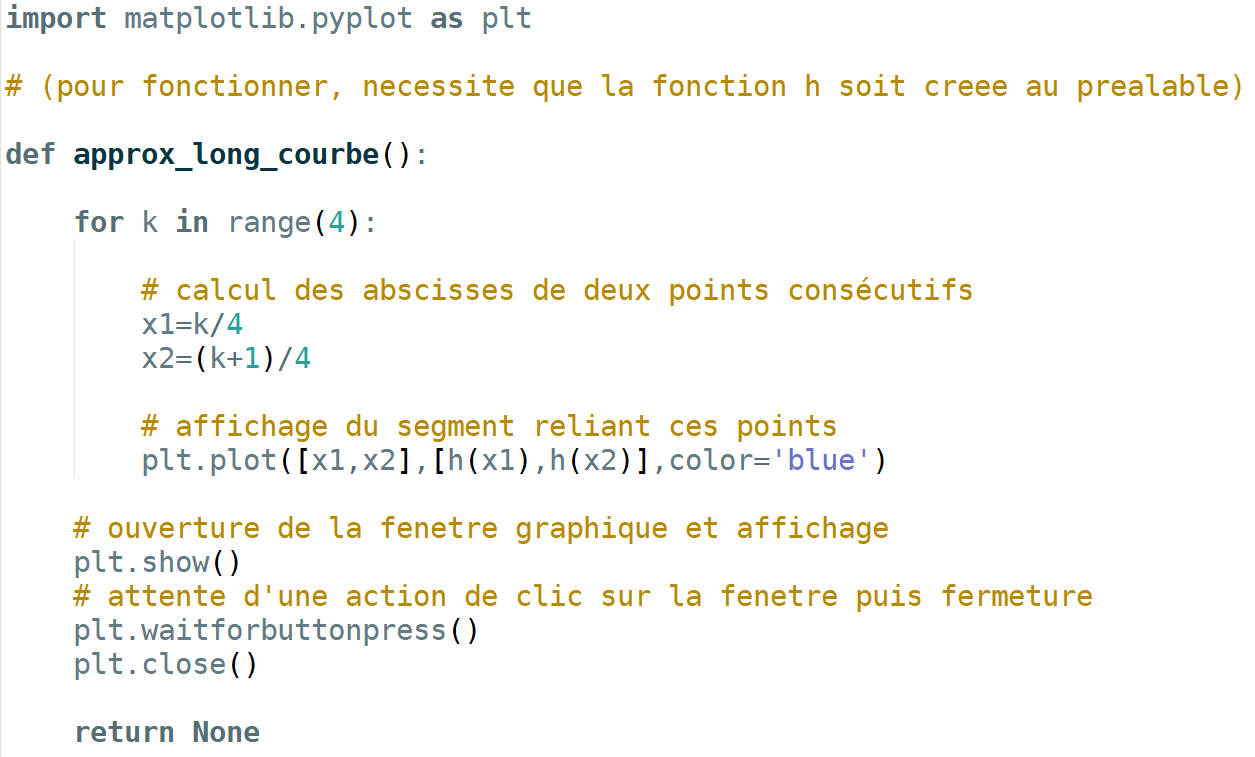 import matplotlib.pyplot as plt
# (pour fonctionner, necessite que la fonction h soit creee au prealable)
def approx_long_courbe():
for k in range(4):
# calcul des abscisses de deux points consécutifs
x1=k/4
x2=(k+1)/4
# affichage du segment reliant ces points
plt.plot([x1,x2],[h(x1),h(x2)],color='blue')
# ouverture de la fenetre graphique et affichage
plt.show()
# attente d'une action de clic sur la fenetre puis fermeture
plt.waitforbuttonpress()
plt.close()
return None